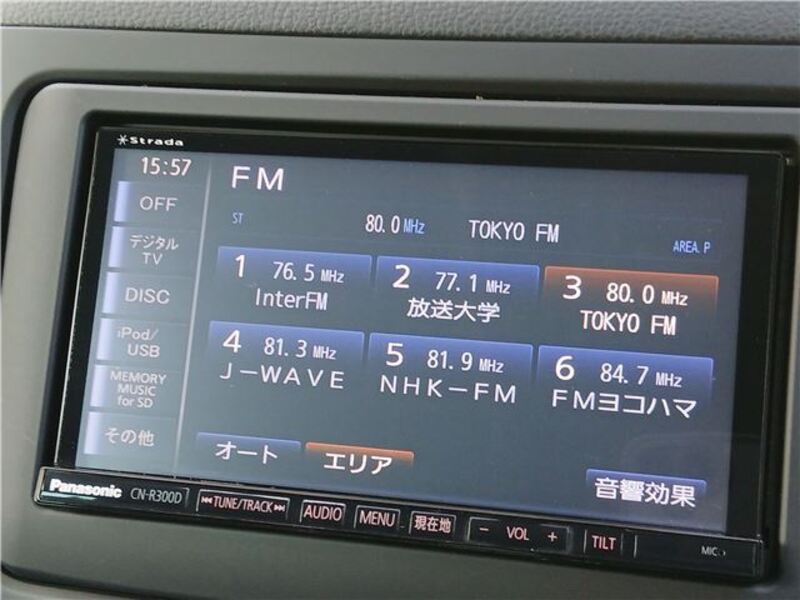 Strada
15:57
OFF
デジタル
TV
DISC
iPod/
USB
MEMORY
MUSIC
for SD
その他
FM
ST
80.0 MHz TOKYO FM
AREA. P
1 76.5 MHz
InterFM
2 77.1 MHz
放送大学
3 80.0 MHz
TOKYO FM
4 81.3 MHz
J-WAVE
5 81.9 MHz
NHK-FM
6 84.7 MHz
FMヨコハマ
オート
エリア
音響効果
Panasonic CN-R300D
⏮TUNE/TRACK⏭
AUDIO
MENU
現在地
− VOL +
TILT
MIC